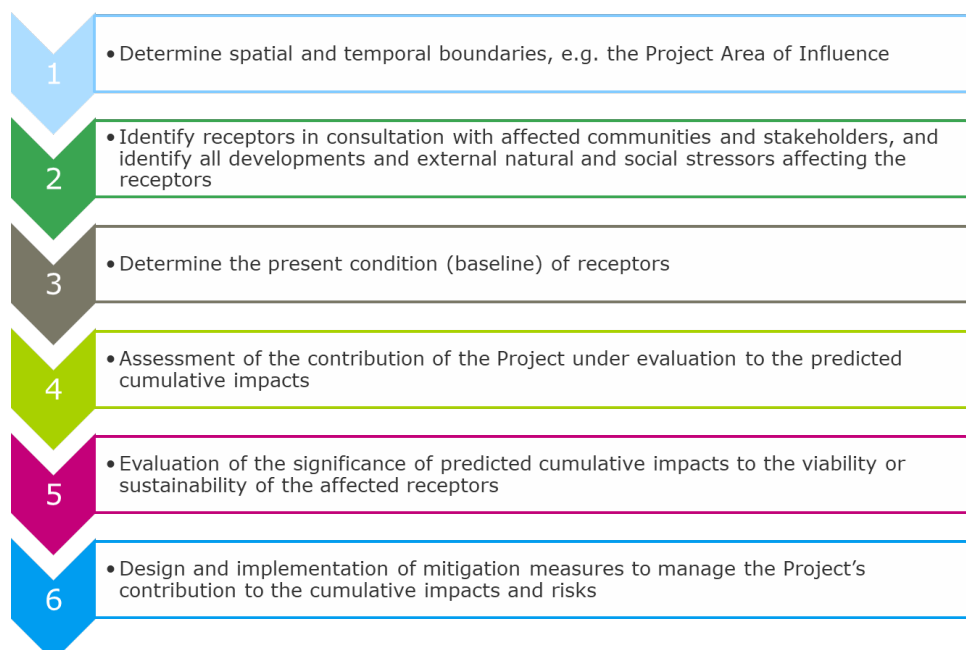 1
• Determine spatial and temporal boundaries, e.g. the Project Area of Influence
2
• Identify receptors in consultation with affected communities and stakeholders, and
identify all developments and external natural and social stressors affecting the
receptors
3
• Determine the present condition (baseline) of receptors
4
• Assessment of the contribution of the Project under evaluation to the predicted
cumulative impacts
5
• Evaluation of the significance of predicted cumulative impacts to the viability or
sustainability of the affected receptors
6
• Design and implementation of mitigation measures to manage the Project’s
contribution to the cumulative impacts and risks